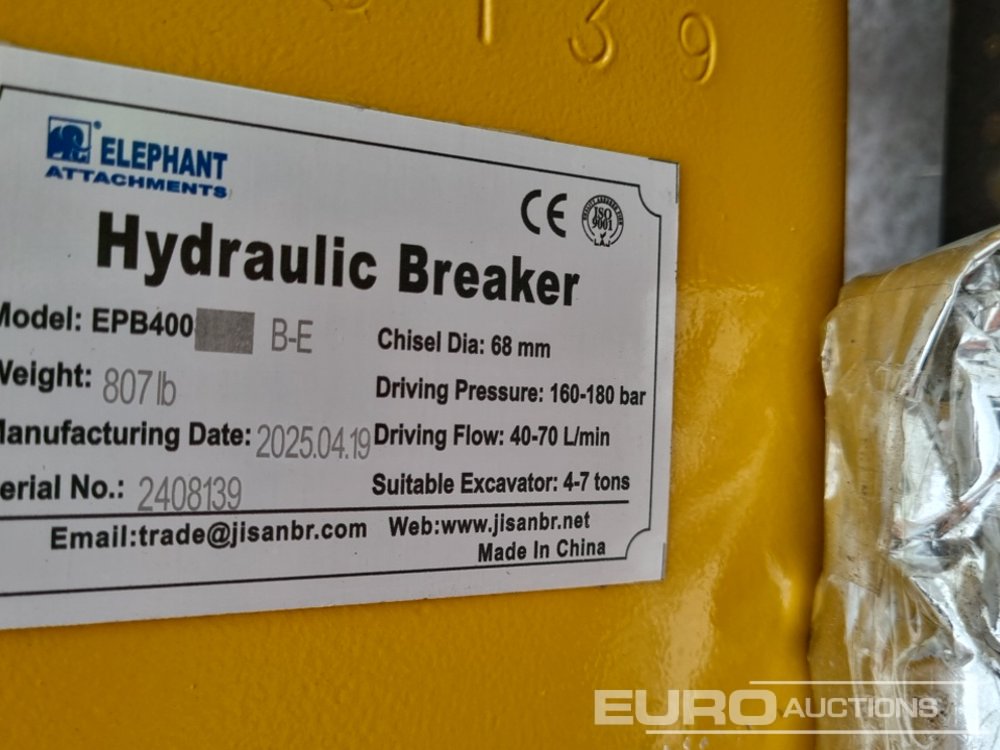 139
ELEPHANT
ATTACHMENTS
CE
ISO
9001
Hydraulic Breaker
Model: EPB400 B-E
Weight: 807 lb
Manufacturing Date: 2025.04.19
Serial No.: 2408139
Chisel Dia: 68 mm
Driving Pressure: 160-180 bar
Driving Flow: 40-70 L/min
Suitable Excavator: 4-7 tons
Email:trade@jisanbr.com Web:www.jisanbr.net
Made In China
EURO AUCTIONS